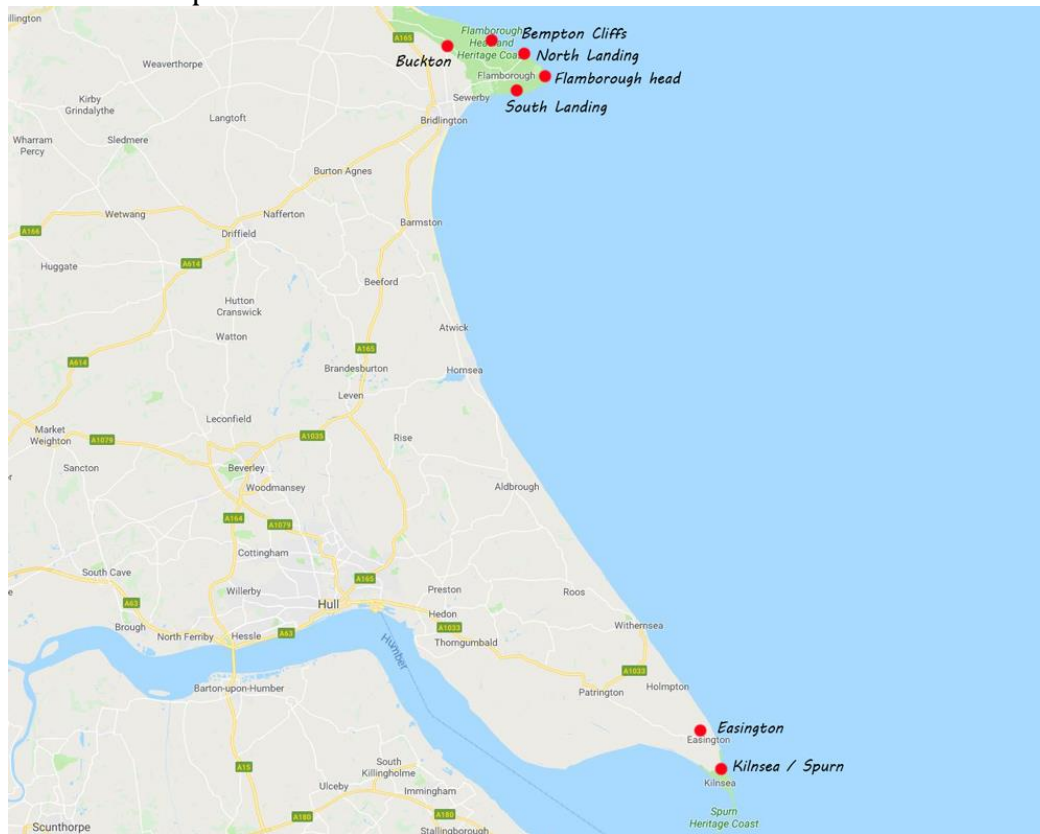 illington
A165
Flamborough
Head and
Heritage Coast
Bempton Cliffs
North Landing
Buckton
Weaverthorpe
Flamborough
Flamborough head
Kirby
Grindalythe
Sewerby
South Landing
Langtoft
Bridlington
Wharram
Percy
Sledmere
Burton Agnes
Wetwang
Nafferton
Barmston
A166
Driffield
A614
Huggate
Beeford
Hutton
Cranswick
Watton
Atwick
A165
A614
Brandesburton
Hornsea
Leven
Leconfield
Market
Weighton
A1079
A1035
Rise
Sancton
Beverley
Woodmansey
Aldbrough
A164
A1079
Cottingham
South Cave
A165
Willerby
Preston
Roos
A63
Hull
Hedon
Brough
North Ferriby
Hessle
A63
A1033
Withernsea
Thorngumbald
Humber
A1033
Barton-upon-Humber
Patrington
Holmpton
Easington
Easington
South
Killingholme
Kilnsea / Spurn
A15
Ulceby
Immingham
Kilnsea
Spurn
Heritage Coast
A180
A180
Scunthorpe
Stallingborough